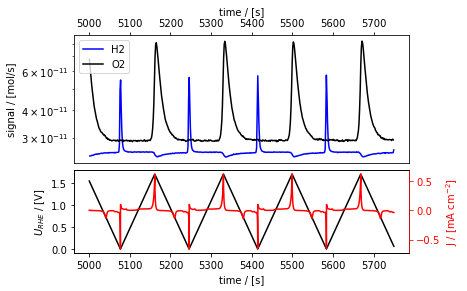 time / [s]
5000 5100 5200 5300 5400 5500 5600 5700
H2
O2
6 × 10⁻¹¹
4 × 10⁻¹¹
3 × 10⁻¹¹
signal / [mol/s]
1.5
1.0
0.5
0.0
U_RHE / [V]
0.5
0.0
−0.5
J / [mA cm⁻²]
5000 5100 5200 5300 5400 5500 5600 5700
time / [s]